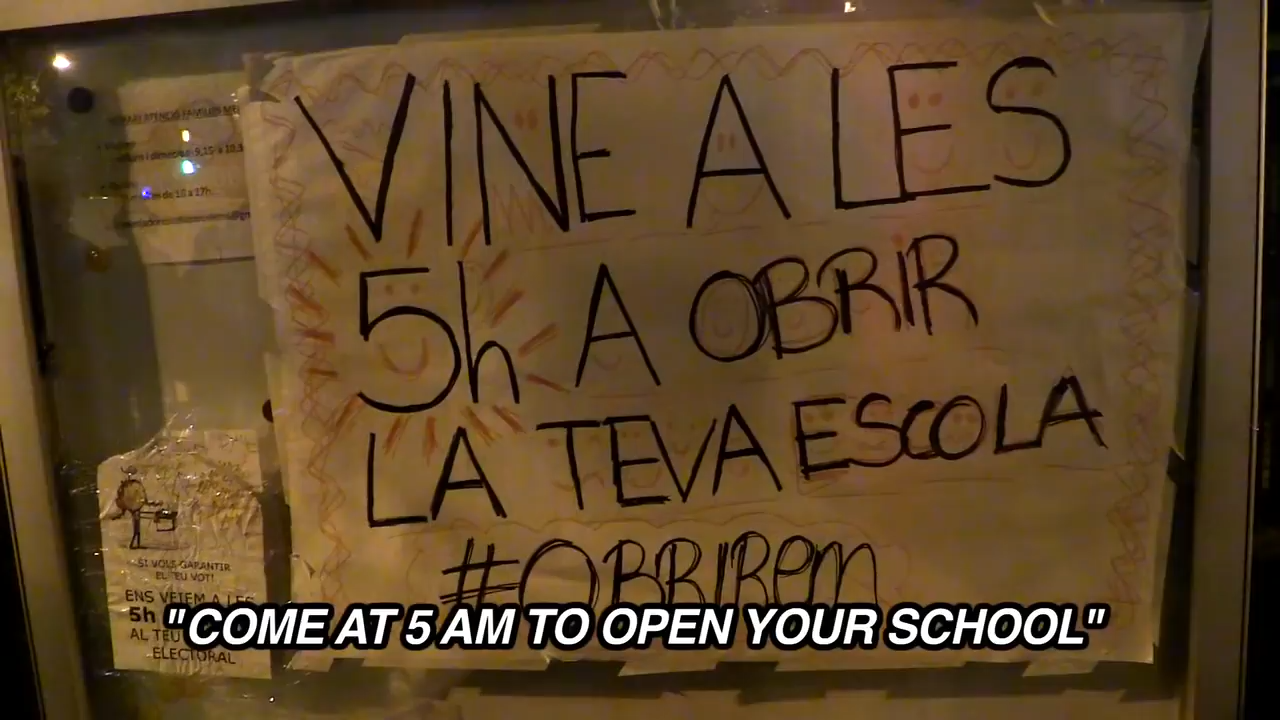 VINE A LES
5h A OBRIR
LA TEVA ESCOLA
#OBRIREM
SI VOLS GARANTIR
EL TEU VOT!
ENS VEIEM A LES
5h
AL TEU
ELECTORAL
"COME AT 5 AM TO OPEN YOUR SCHOOL"